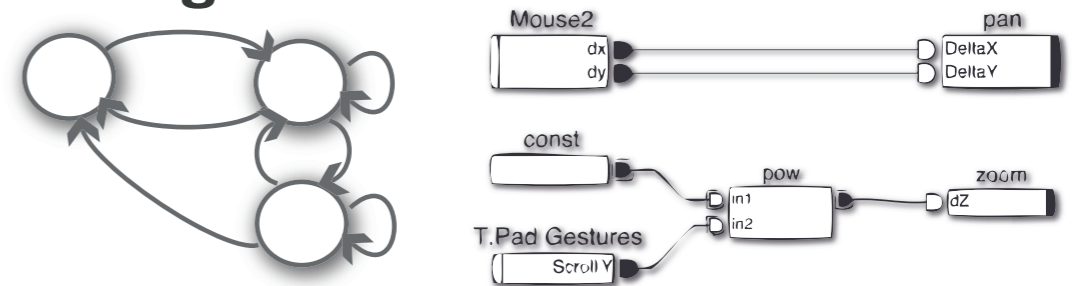 Mouse2
pan
dx
DeltaX
dy
DeltaY
const
pow
zoom
in1
dZ
in2
T.Pad Gestures
Scroll Y